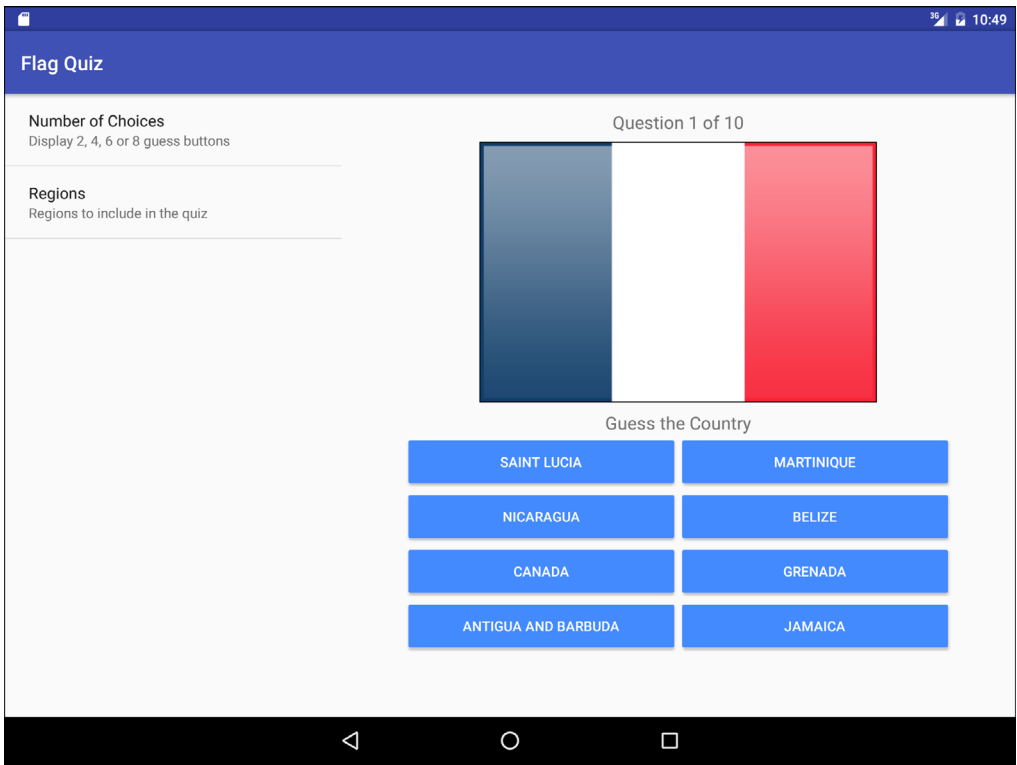 3G 10:49
Flag Quiz
Number of Choices
Display 2, 4, 6 or 8 guess buttons
Regions
Regions to include in the quiz
Question 1 of 10
Guess the Country
SAINT LUCIA MARTINIQUE
NICARAGUA BELIZE
CANADA GRENADA
ANTIGUA AND BARBUDA JAMAICA